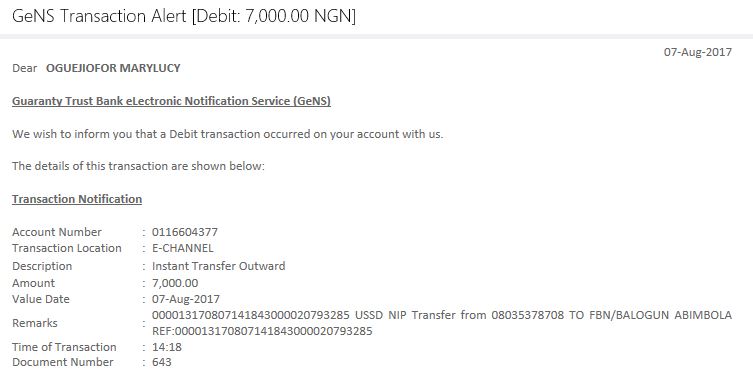 GeNS Transaction Alert [Debit: 7,000.00 NGN]
07-Aug-2017
Dear OGUEJIOFOR MARYLUCY
Guaranty Trust Bank eLectronic Notification Service (GeNS)
We wish to inform you that a Debit transaction occurred on your account with us.
The details of this transaction are shown below:
Transaction Notification
Account Number : 0116604377
Transaction Location : E-CHANNEL
Description : Instant Transfer Outward
Amount : 7,000.00
Value Date : 07-Aug-2017
Remarks : 000013170807141843000020793285 USSD NIP Transfer from 08035378708 TO FBN/BALOGUN ABIMBOLA
REF:000013170807141843000020793285
Time of Transaction : 14:18
Document Number : 643